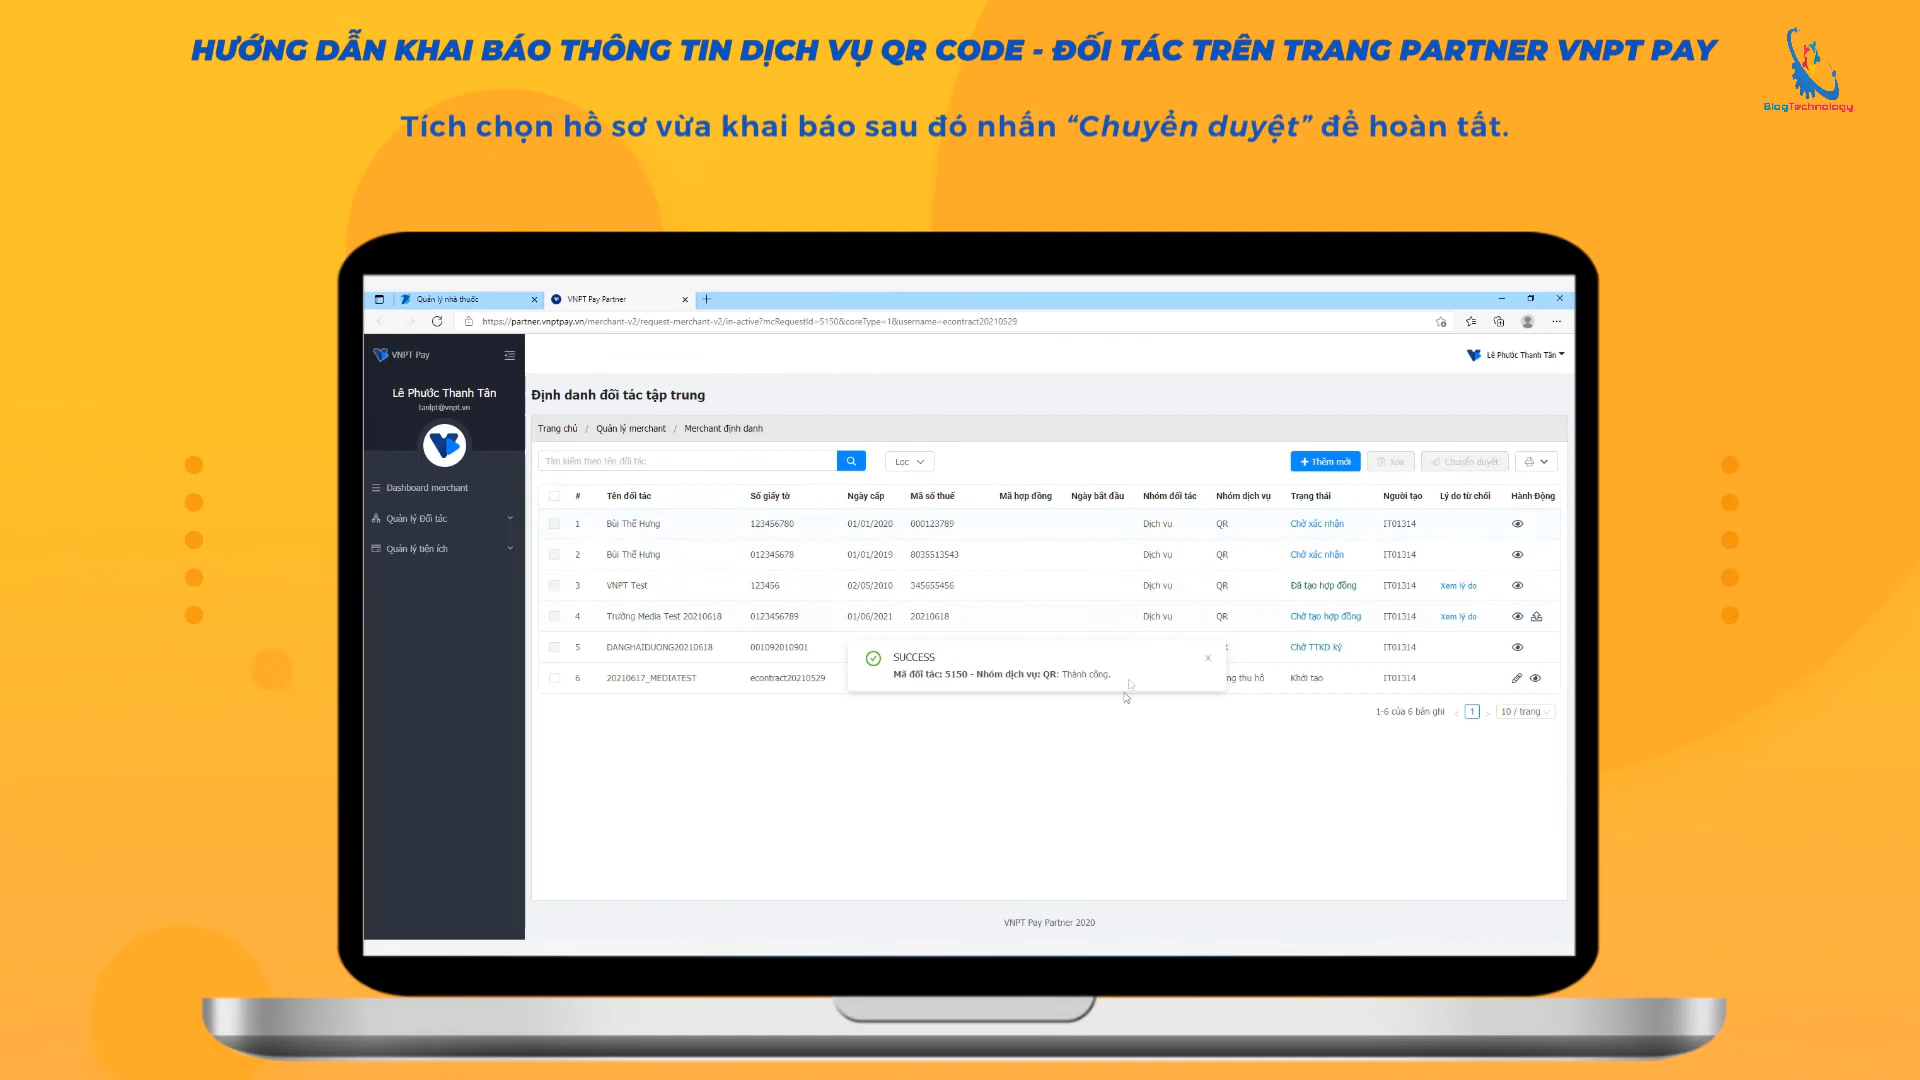 HƯỚNG DẪN KHAI BÁO THÔNG TIN DỊCH VỤ QR CODE - ĐỐI TÁC TRÊN TRANG PARTNER VNPT PAY
BlogTechnology
Tích chọn hồ sơ vừa khai báo sau đó nhấn “Chuyển duyệt” để hoàn tất.
Quản lý nhà thuốc
VNPT Pay Partner
https://partner.vnptpay.vn/merchant-v2/request-merchant-v2/in-active?mcRequestId=5150&coreType=1&username=econtract20210529
VNPT Pay
Lê Phước Thanh Tân
Lê Phước Thanh Tân
tanlpt@vnpt.vn
Dashboard merchant
Quản lý Đối tác
Quản lý tiện ích
Định danh đối tác tập trung
Trang chủ / Quản lý merchant / Merchant định danh
Tìm kiếm theo tên đối tác
Lọc
+ Thêm mới
Xóa
Chuyển duyệt
# Tên đối tác Số giấy tờ Ngày cấp Mã số thuế Mã hợp đồng Ngày bắt đầu Nhóm đối tác Nhóm dịch vụ Trạng thái Người tạo Lý do từ chối Hành Động
1 Bùi Thế Hưng 123456780 01/01/2020 000123789 Dịch vụ QR Chờ xác nhận IT01314
2 Bùi Thế Hưng 012345678 01/01/2019 8035513543 Dịch vụ QR Chờ xác nhận IT01314
3 VNPT Test 123456 02/05/2010 345655456 Dịch vụ QR Đã tạo hợp đồng IT01314 Xem lý do
4 Trường Media Test 20210618 0123456789 01/06/2021 20210618 Dịch vụ QR Chờ tạo hợp đồng IT01314 Xem lý do
5 DANGHAIDUONG20210618 001092010901 Chờ TTKD ký IT01314
SUCCESS
Mã đối tác: 5150 - Nhóm dịch vụ: QR: Thành công.
6 20210617_MEDIATEST econtract20210529 thu hộ Khởi tạo IT01314
1-6 của 6 bản ghi < 1 > 10 / trang
VNPT Pay Partner 2020